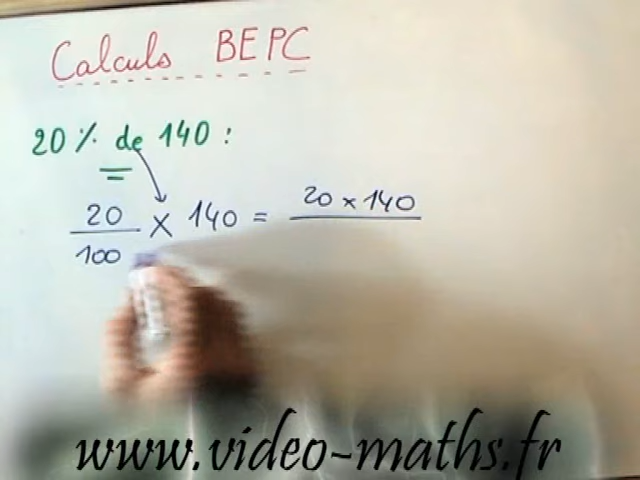 Calculs BEPC
20 % de 140 :
20/100 × 140 = 20 × 140
www.video-maths.fr